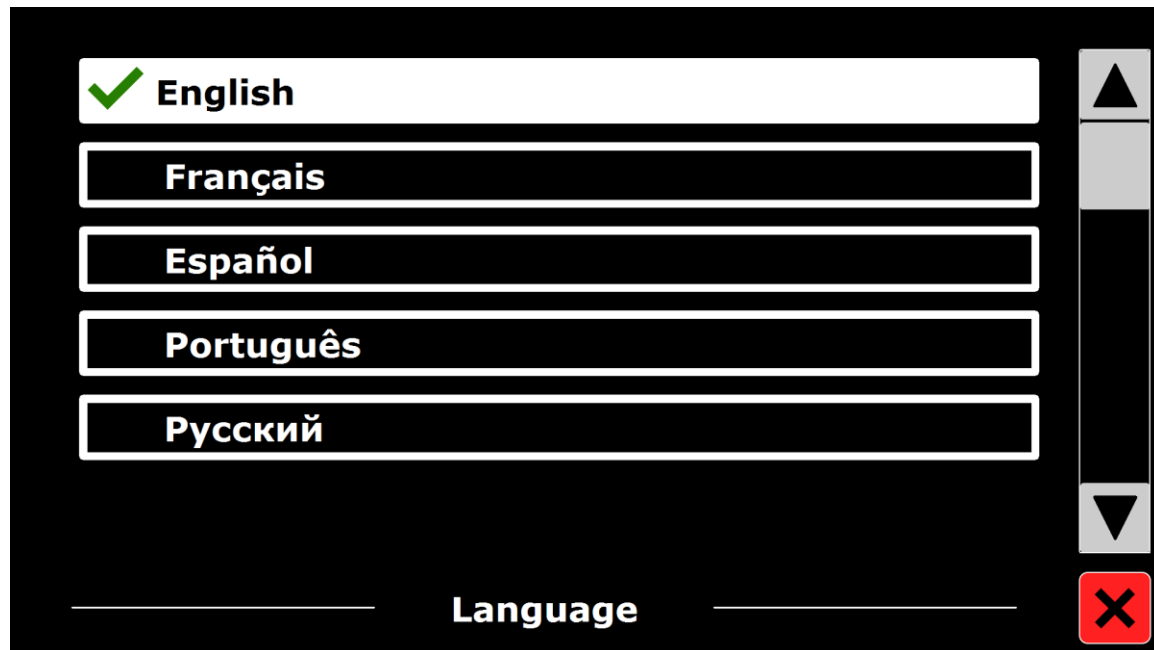 English
Français
Español
Português
Русский
Language